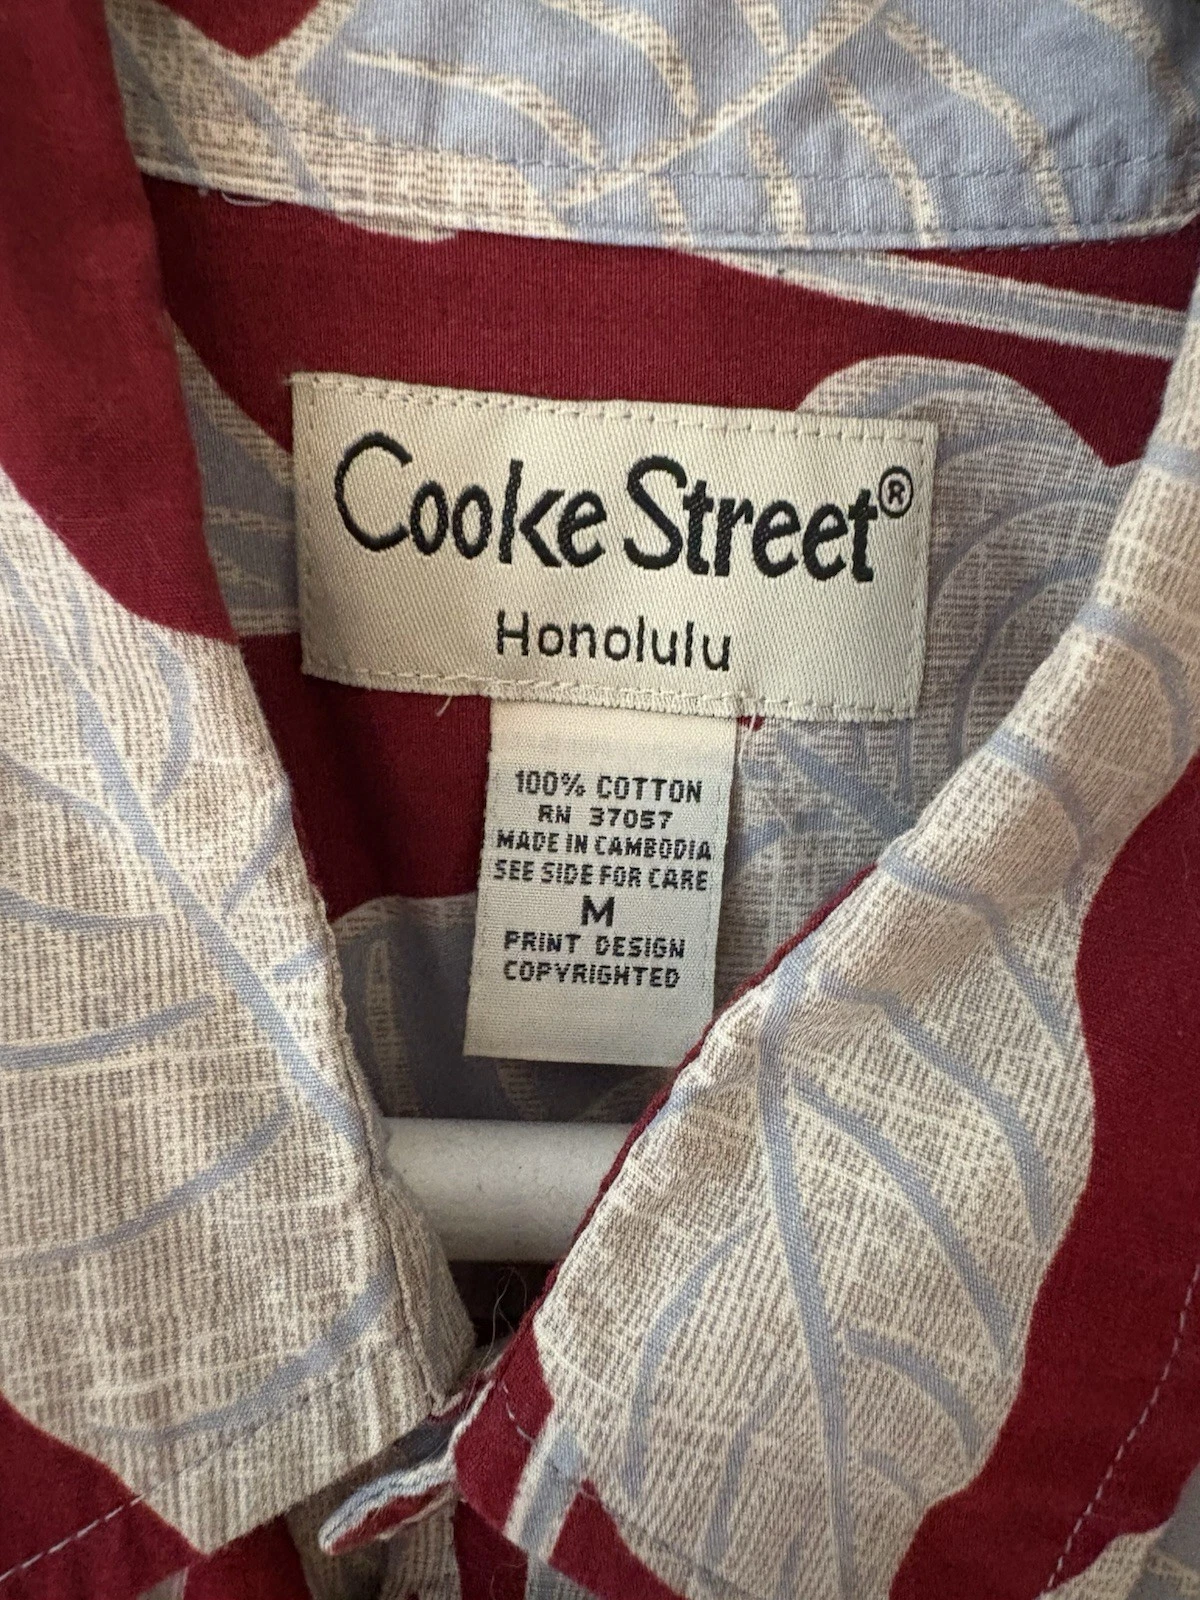 Cooke Street®
Honolulu
100% COTTON
RN 37057
MADE IN CAMBODIA
SEE SIDE FOR CARE
M
PRINT DESIGN
COPYRIGHTED